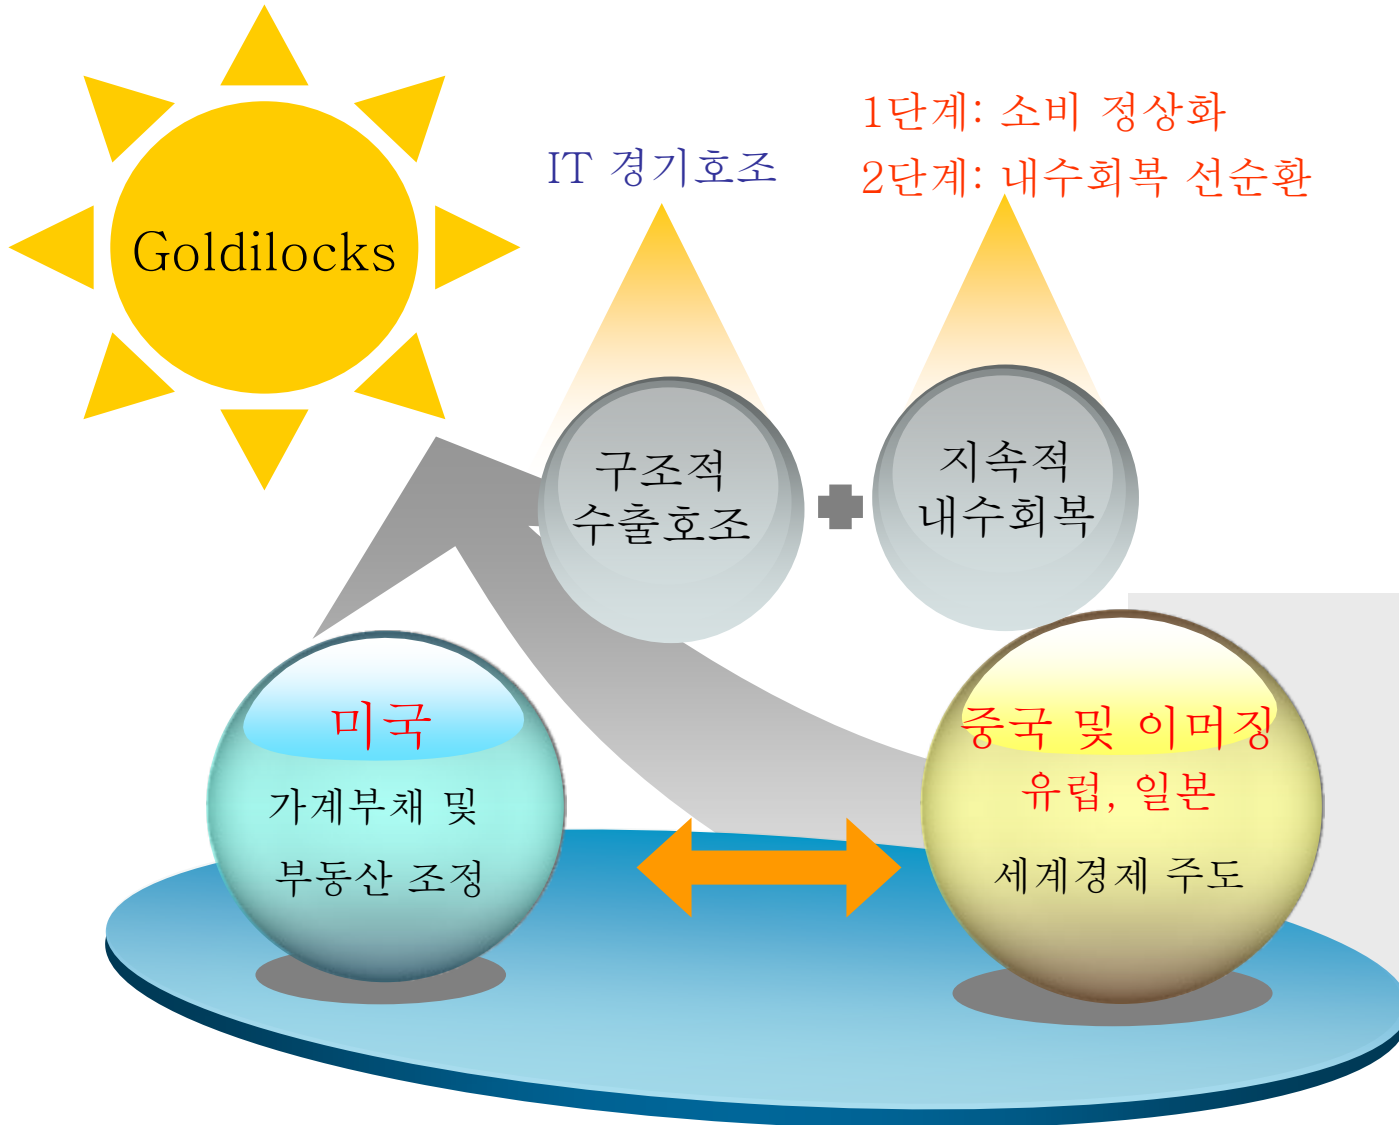 Goldilocks
IT 경기호조
1단계: 소비 정상화
2단계: 내수회복 선순환
구조적
수출호조
지속적
내수회복
미국
가계부채 및
부동산 조정
중국 및 이머징
유럽, 일본
세계경제 주도